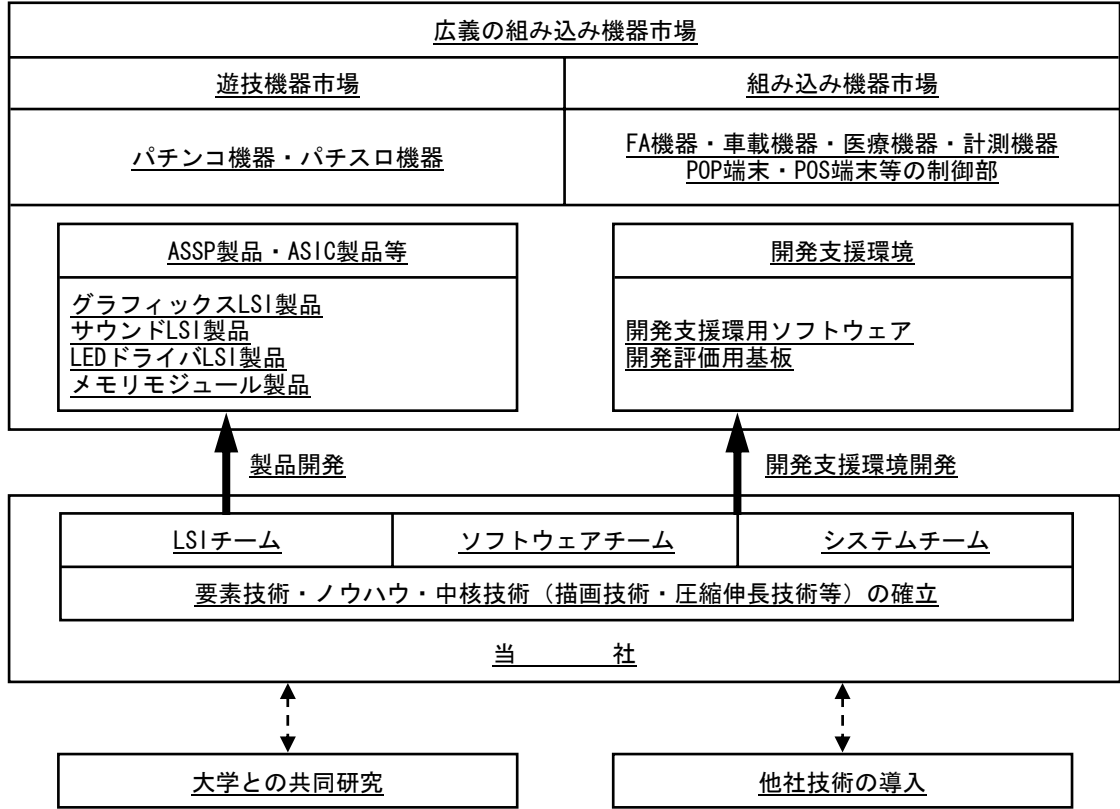 広義の組み込み機器市場
遊技機器市場
組み込み機器市場
パチンコ機器・パチスロ機器
FA機器・車載機器・医療機器・計測機器
POP端末・POS端末等の制御部
ASSP製品・ASIC製品等
グラフィックスLSI製品
サウンドLSI製品
LEDドライバLSI製品
メモリモジュール製品
開発支援環境
開発支援環用ソフトウェア
開発評価用基板
製品開発
開発支援環境開発
LSIチーム
ソフトウェアチーム
システムチーム
要素技術・ノウハウ・中核技術（描画技術・圧縮伸長技術等）の確立
当　　　社
大学との共同研究
他社技術の導入